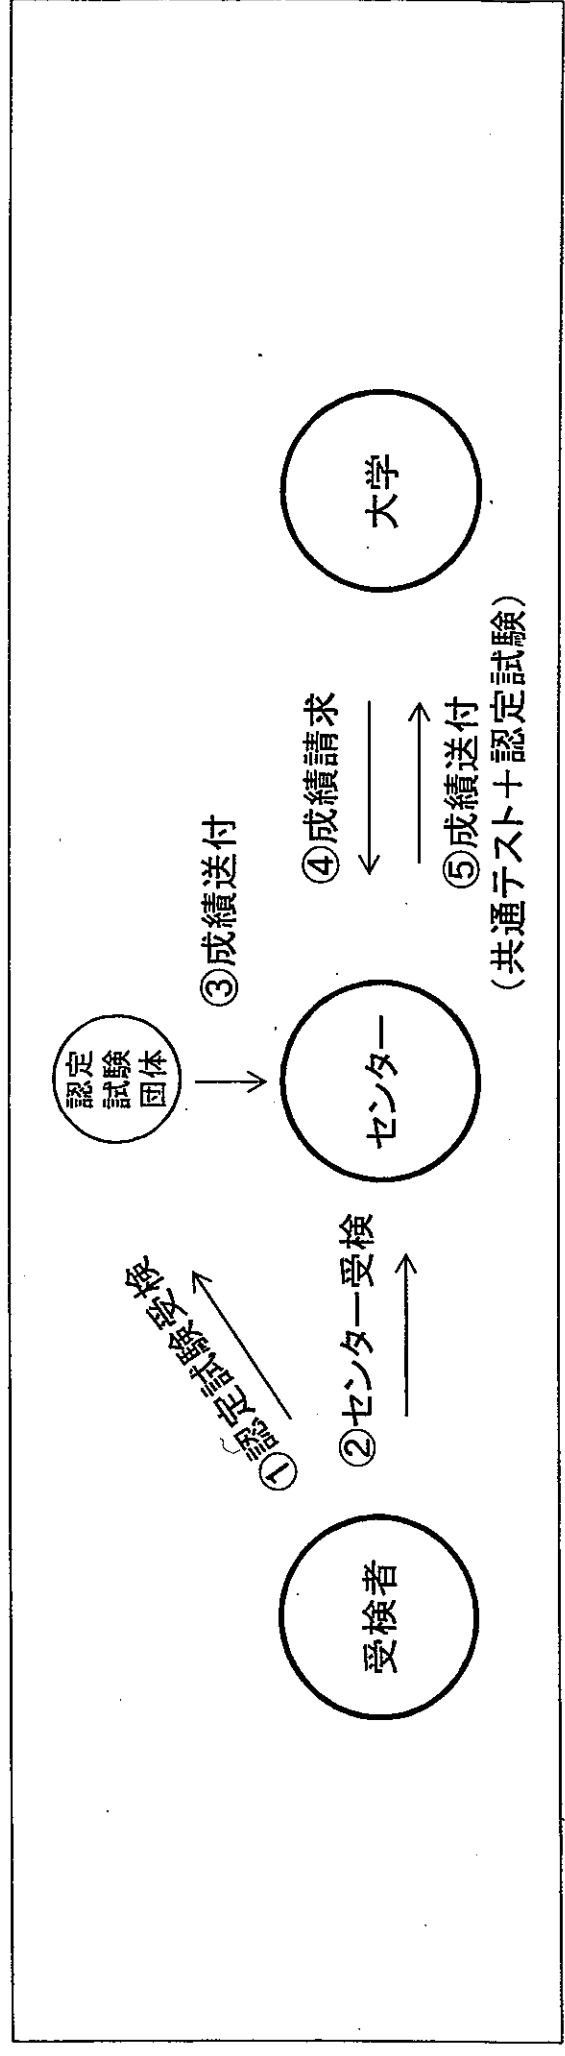 認定
試験
団体
①認定試験受検
②センター受検
③成績送付
④成績請求
⑤成績送付
（共通テスト＋認定試験）
受検者
センター
大学